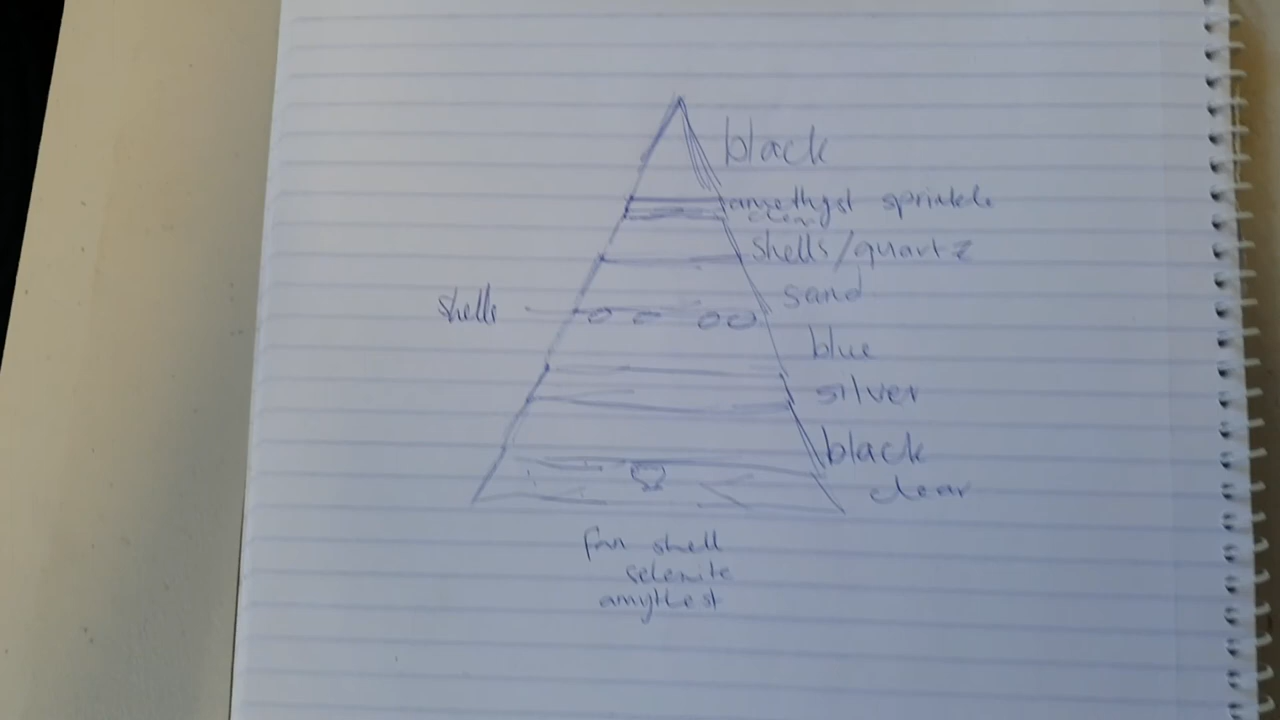 black
amethyst sprinkle
clear
shells/quartz
sand
shells
blue
silver
black
clear
fan shell
selenite
amythest